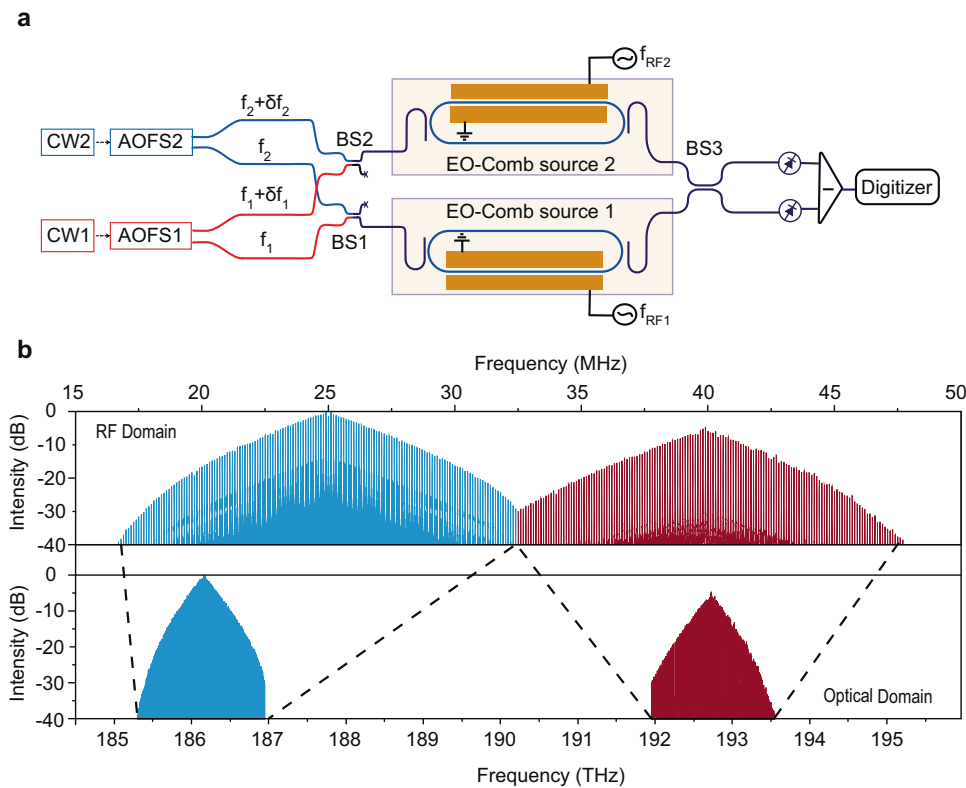 a
f_RF2
f₂+δf₂
BS2
BS3
CW2
AOFS2
f₂
EO-Comb source 2
Digitizer
f₁+δf₁
EO-Comb source 1
CW1
AOFS1
f₁
BS1
f_RF1
b
Frequency (MHz)
15 20 25 30 35 40 45 50
RF Domain
Intensity (dB)
0
-10
-20
-30
-40
Intensity (dB)
0
-10
-20
-30
-40
Optical Domain
185 186 187 188 189 190 191 192 193 194 195
Frequency (THz)